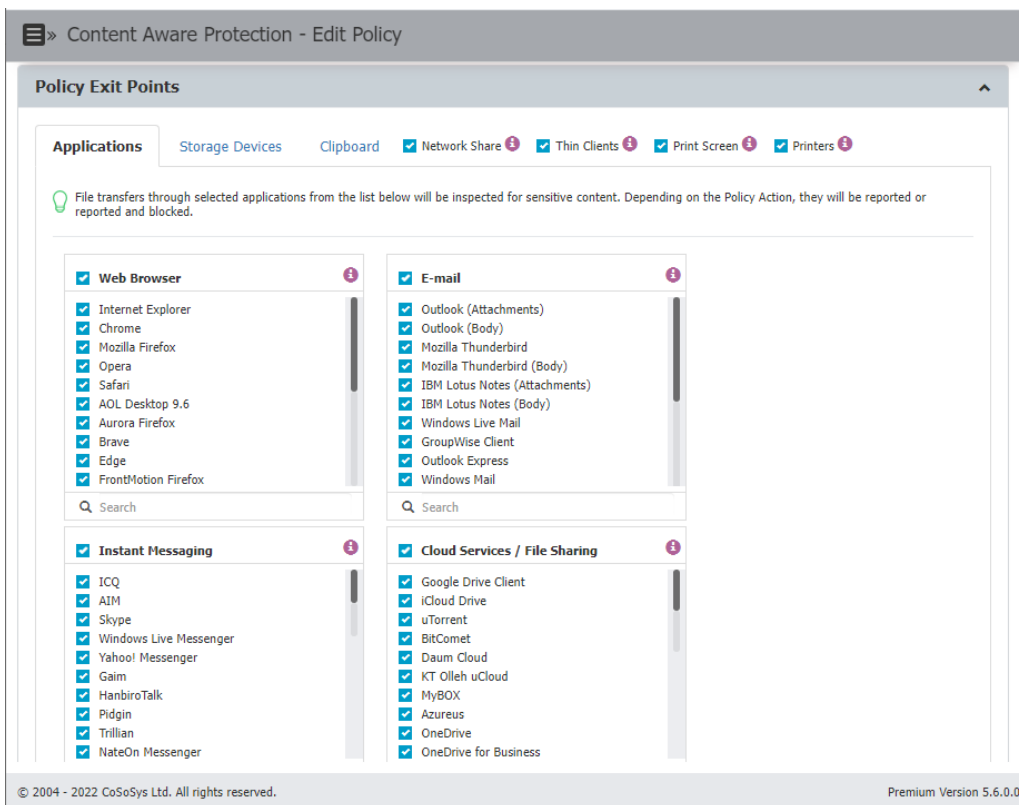 » Content Aware Protection - Edit Policy
Policy Exit Points
Applications Storage Devices Clipboard Network Share Thin Clients Print Screen Printers
File transfers through selected applications from the list below will be inspected for sensitive content. Depending on the Policy Action, they will be reported or
reported and blocked.
Web Browser
Internet Explorer
Chrome
Mozilla Firefox
Opera
Safari
AOL Desktop 9.6
Aurora Firefox
Brave
Edge
FrontMotion Firefox
Search
E-mail
Outlook (Attachments)
Outlook (Body)
Mozilla Thunderbird
Mozilla Thunderbird (Body)
IBM Lotus Notes (Attachments)
IBM Lotus Notes (Body)
Windows Live Mail
GroupWise Client
Outlook Express
Windows Mail
Search
Instant Messaging
ICQ
AIM
Skype
Windows Live Messenger
Yahoo! Messenger
Gaim
HanbiroTalk
Pidgin
Trillian
NateOn Messenger
Cloud Services / File Sharing
Google Drive Client
iCloud Drive
uTorrent
BitComet
Daum Cloud
KT Olleh uCloud
MyBOX
Azureus
OneDrive
OneDrive for Business
© 2004 - 2022 CoSoSys Ltd. All rights reserved. Premium Version 5.6.0.0